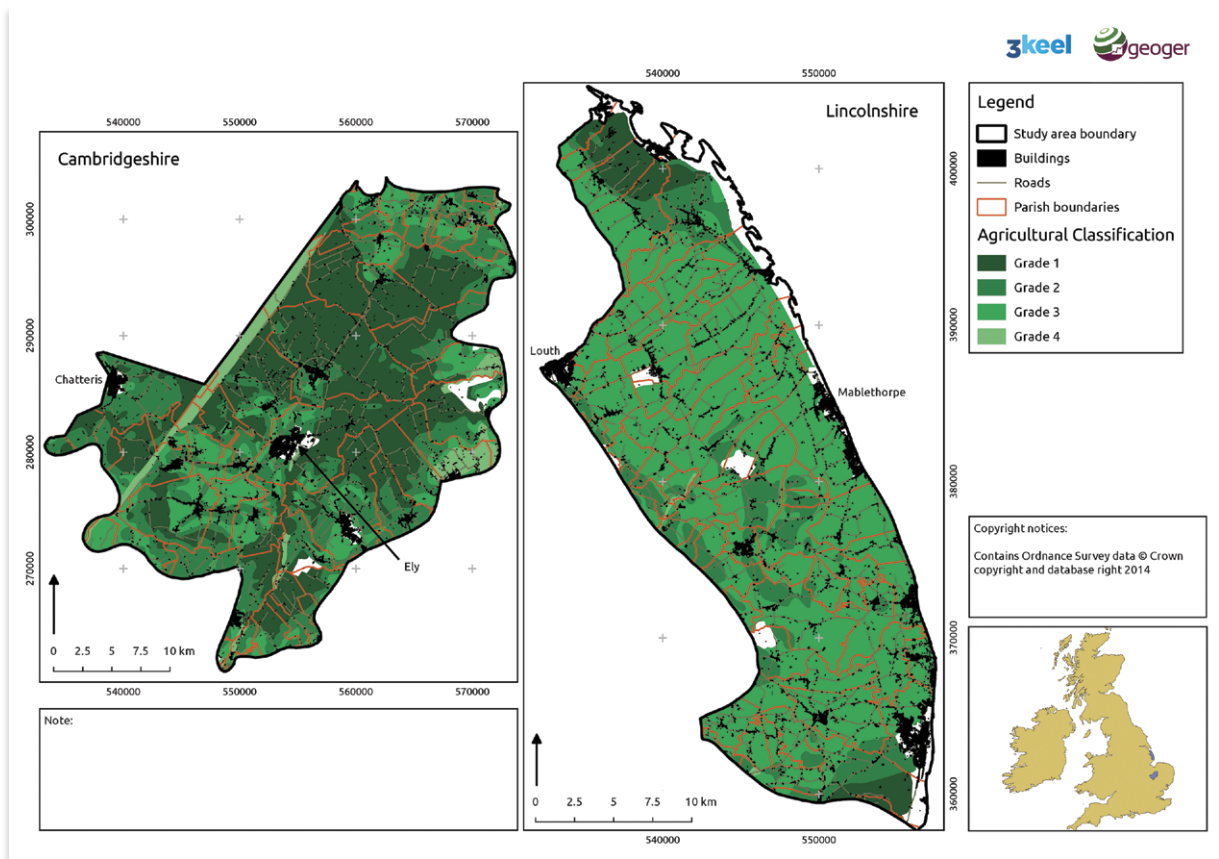 3keel
geoger
Cambridgeshire
540000
550000
560000
570000
300000
290000
280000
270000
Chatteris
Ely
0 2.5 5 7.5 10 km
540000
550000
560000
570000
Note:
Lincolnshire
540000
550000
400000
390000
380000
370000
360000
Louth
Mablethorpe
0 2.5 5 7.5 10 km
540000
550000
Legend
Study area boundary
Buildings
Roads
Parish boundaries
Agricultural Classification
Grade 1
Grade 2
Grade 3
Grade 4
Copyright notices:
Contains Ordnance Survey data © Crown
copyright and database right 2014